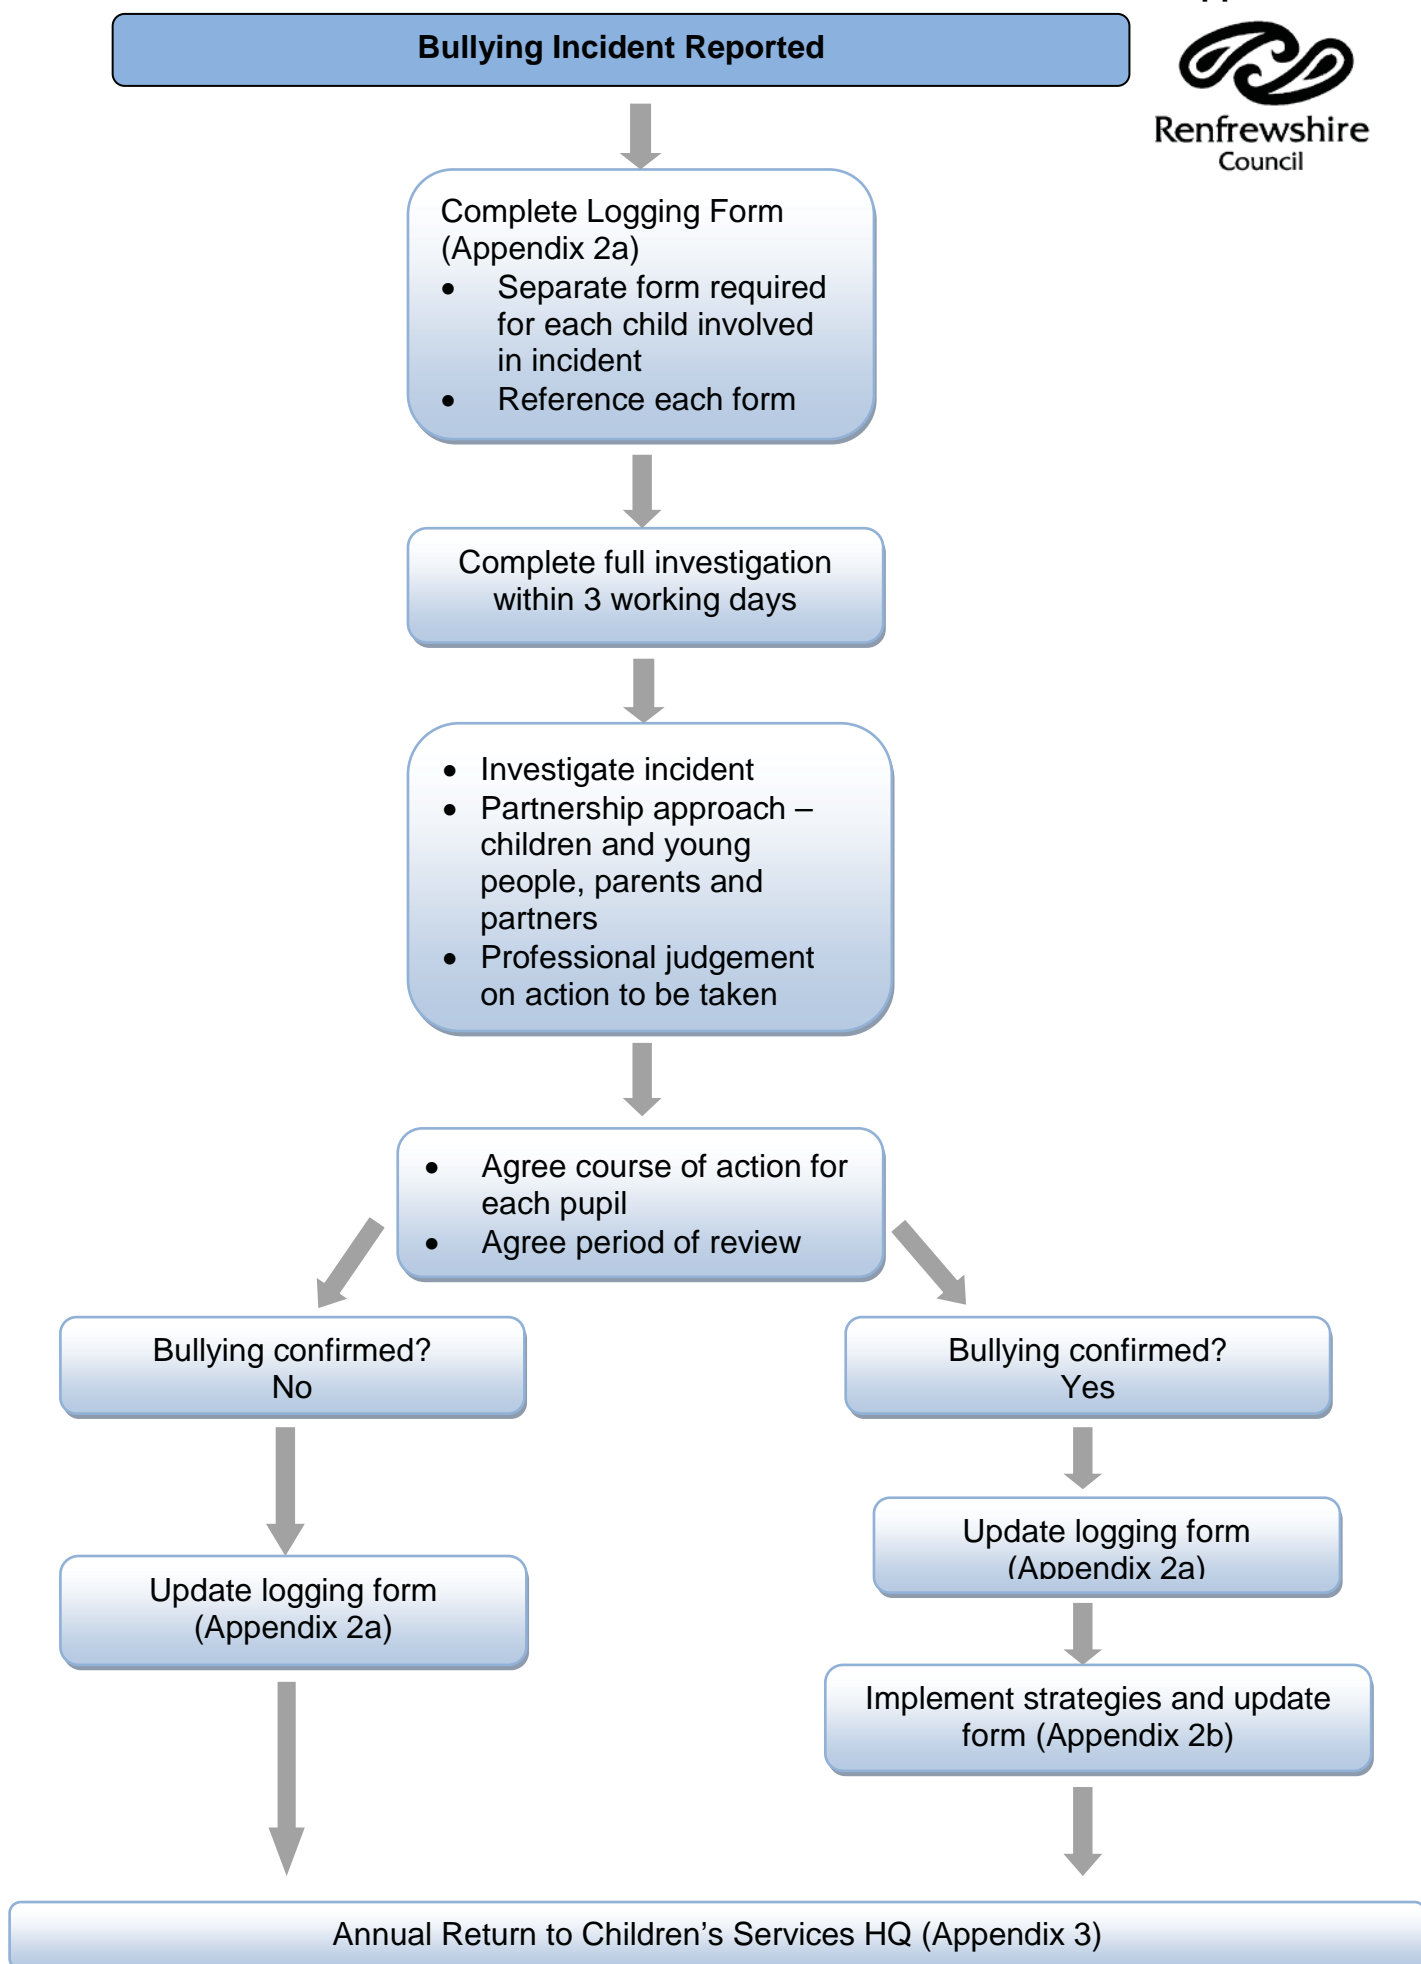 Bullying Incident Reported
Renfrewshire
Council
Complete Logging Form
(Appendix 2a)
• Separate form required
for each child involved
in incident
• Reference each form
Complete full investigation
within 3 working days
• Investigate incident
• Partnership approach –
children and young
people, parents and
partners
• Professional judgement
on action to be taken
• Agree course of action for
each pupil
• Agree period of review
Bullying confirmed?
No
Bullying confirmed?
Yes
Update logging form
(Appendix 2a)
Update logging form
(Appendix 2a)
Implement strategies and update
form (Appendix 2b)
Annual Return to Children’s Services HQ (Appendix 3)